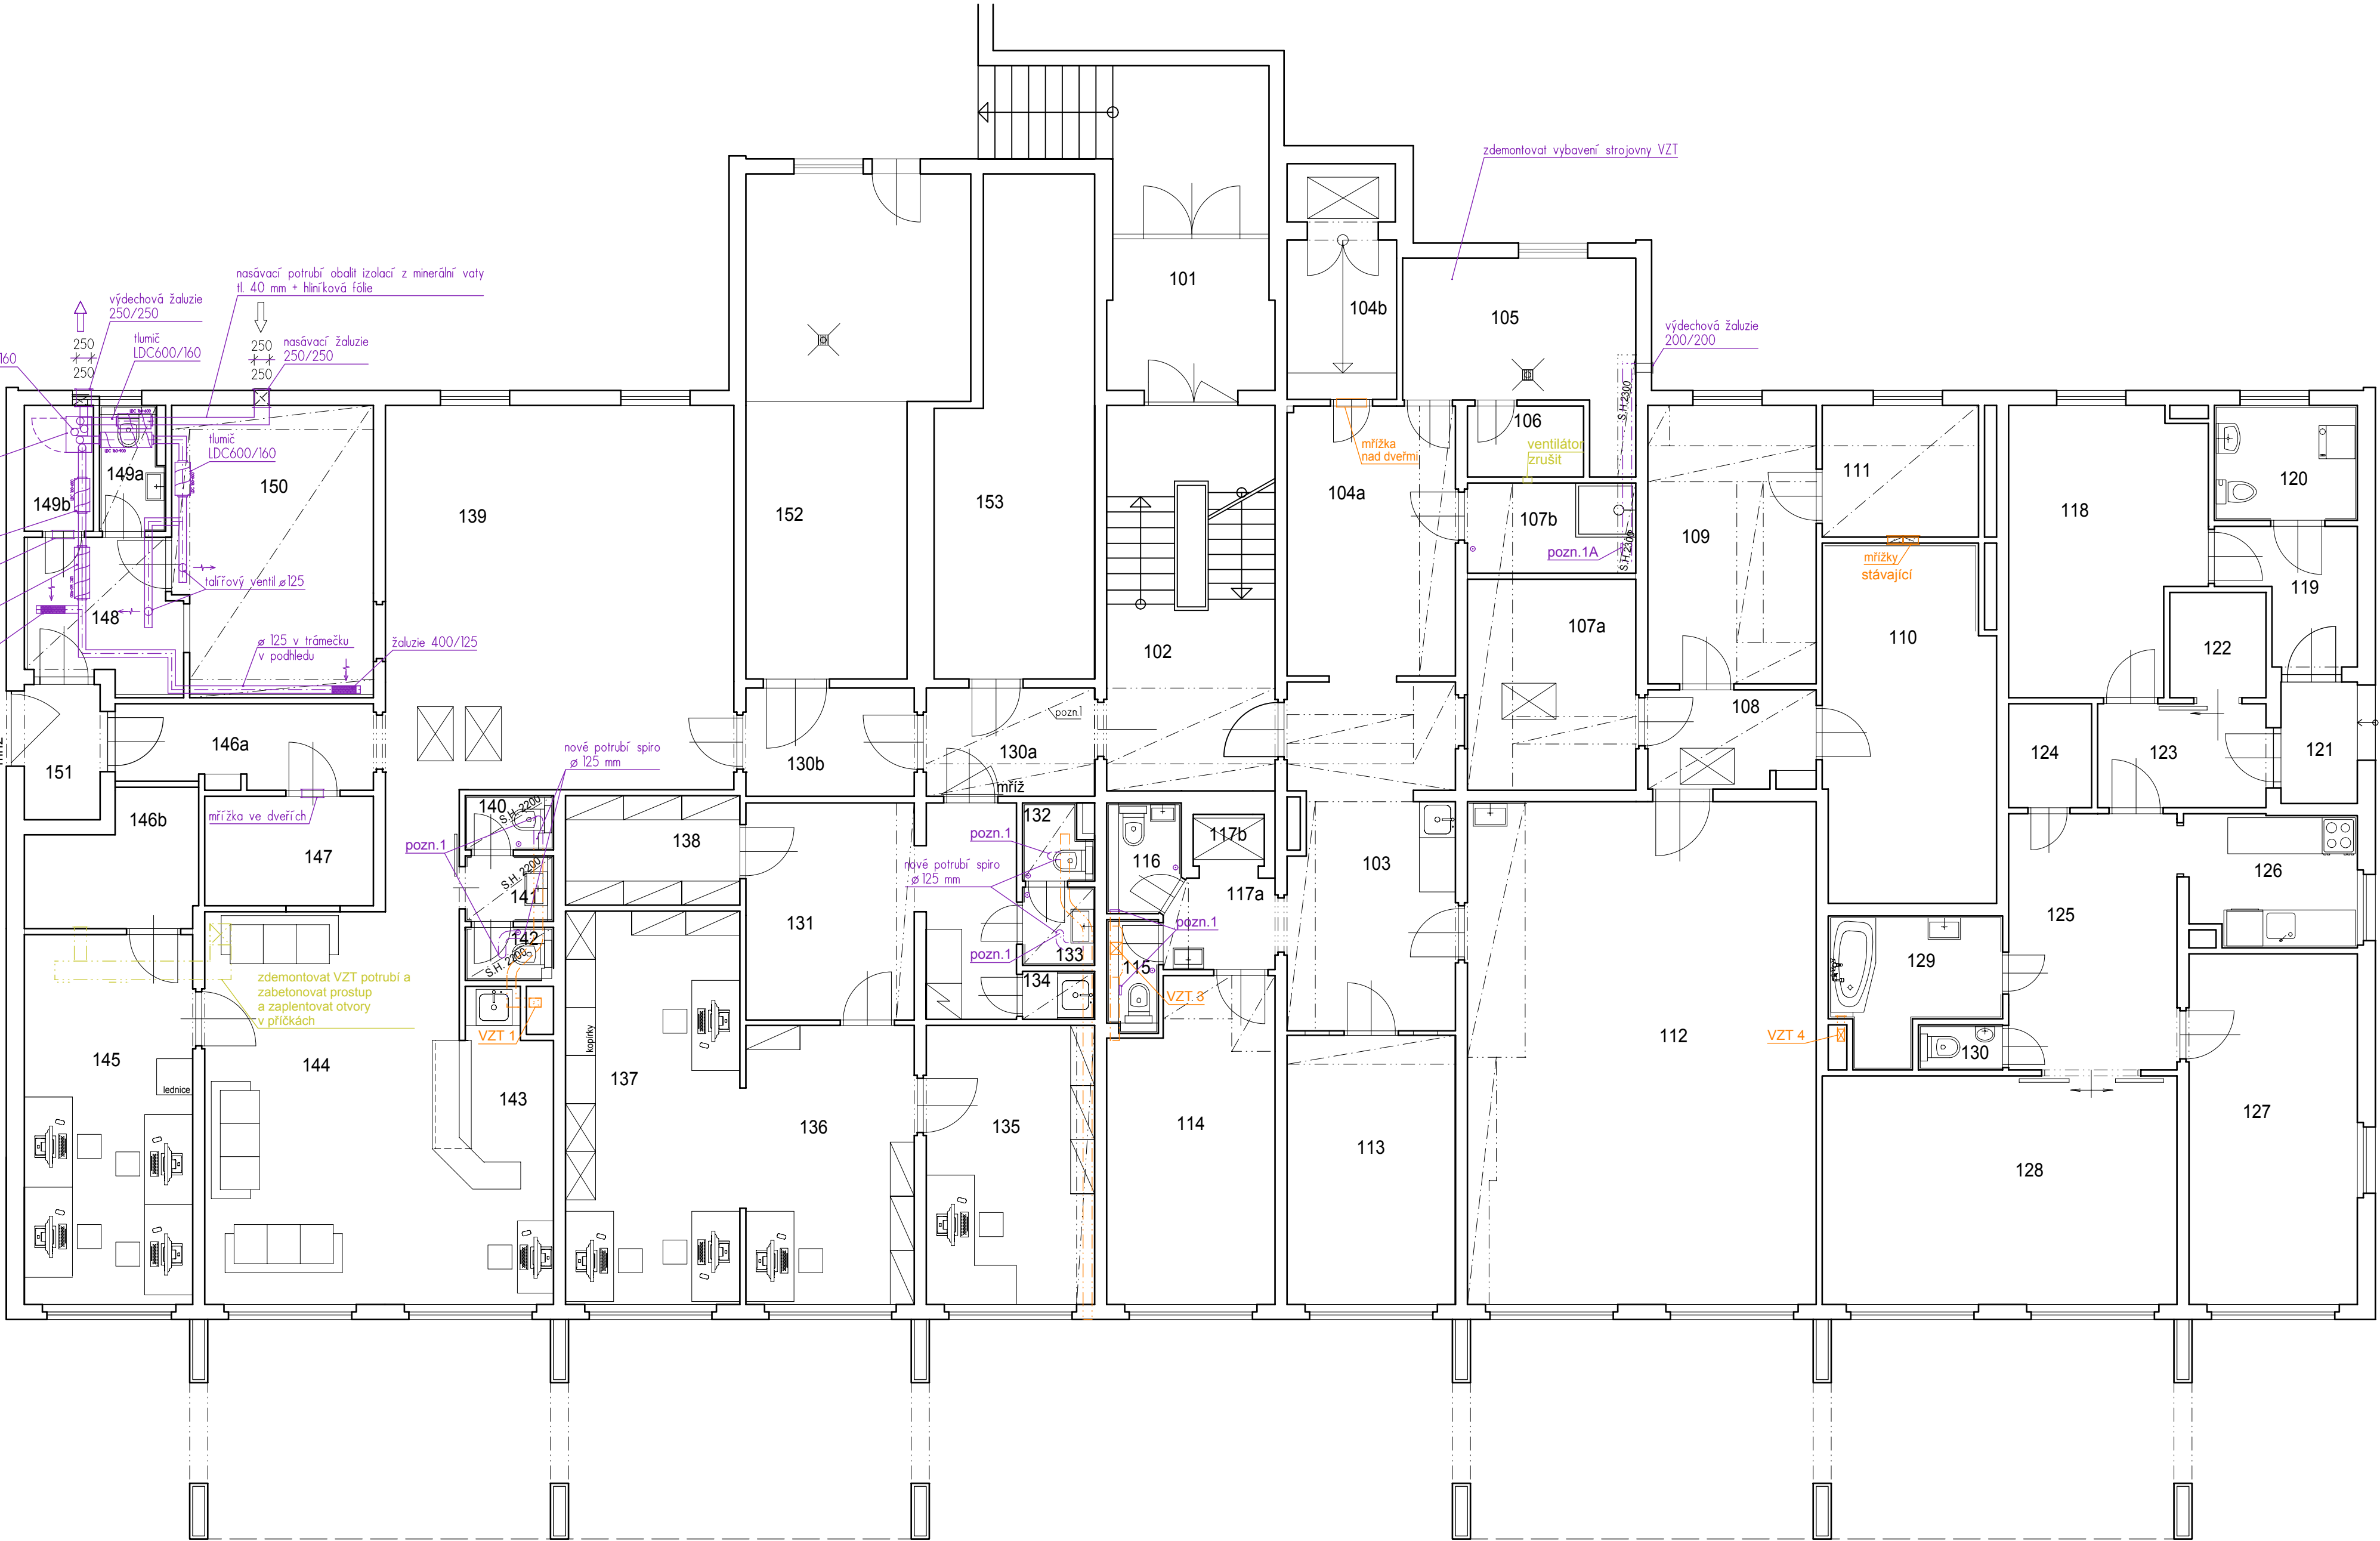 zdemontovat vybavení strojovny VZT
nasávací potrubí obalit izolací z minerální vaty
tl. 40 mm + hliníková fólie
výdechová žaluzie
250/250
tlumič
LDC600/160
nasávací žaluzie
250/250
250
250
250
250
160
výdechová žaluzie
200/200
101
104b
105
S.H.2300
106
mřížka
nad dveřmi
ventilátor
zrušit
tlumič
LDC600/160
149a
149b
150
139
152
153
104a
107b
pozn.1A
S.H.2300
109
111
118
120
mřížky
stávající
119
talířový ventil ø125
148
ø 125 v trámečku
v podhledu
žaluzie 400/125
102
107a
110
122
pozn.1
108
151
146a
130b
130a
mříž
124
123
121
nové potrubí spiro
ø 125 mm
mřížka ve dveřích
146b
147
140
S.H. 2200
pozn.1
S.H. 2200
141
142
S.H. 2200
138
131
132
pozn.1
nové potrubí spiro
ø 125 mm
133
pozn.1
134
116
117b
117a
pozn.1
115
VZT. 3
103
125
126
129
130
VZT 4
zdemontovat VZT potrubí a
zabetonovat prostup
a zaplentovat otvory
v příčkách
VZT 1
kopírky
145
144
lednice
143
137
136
135
114
113
112
128
127